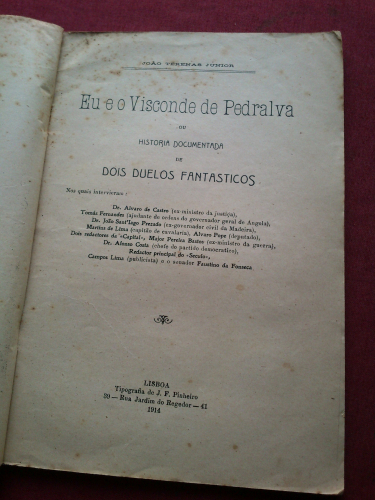 JOÃO TERENAS JUNIOR
Eu e o Visconde de Pedralva
OU
HISTORIA DOCUMENTADA
DE
DOIS DUELOS FANTASTICOS
Nos quais intervieram:
Dr. Alvaro de Castro (ex-ministro da justiça),
Tomás Fernandes (ajudante de ordens do governador geral de Angola),
Dr. João Sant'Iago Prezado (ex-governador civil da Madeira),
Martins de Lima (capitão de cavalaria), Alvaro Pope (deputado),
Dois redactores da «Capital», Major Pereira Bastos (ex-ministro da guerra),
Dr. Afonso Costa (chefe do partido democratico),
Redactor principal do «Seculo»,
Campos Lima (publicista) e o senador Faustino da Fonseca
LISBOA
Tipografia de J. F. Pinheiro
39 — Rua Jardim do Regedor — 41
1914